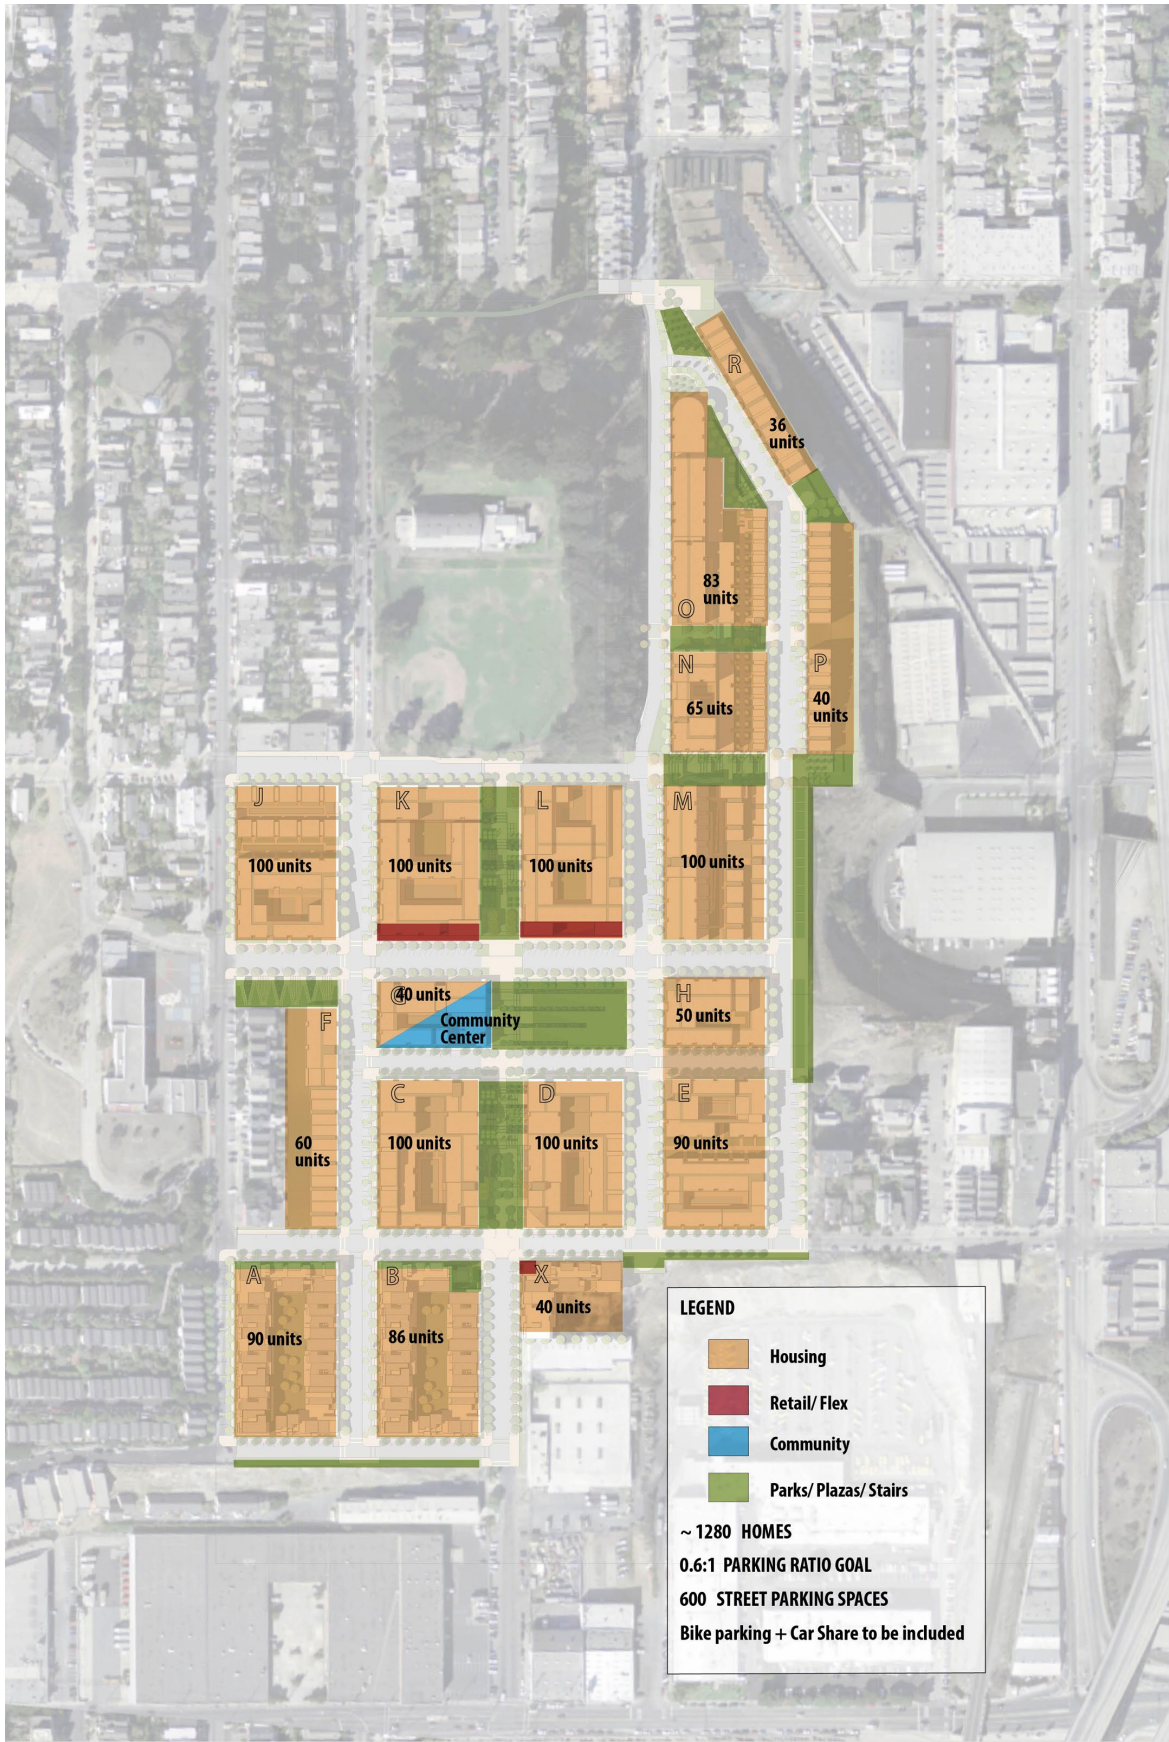 R
36
units
83
units
O
N
65 uits
P
40
units
J
100 units
K
100 units
L
100 units
M
100 units
G
40 units
Community
Center
H
50 units
F
60
units
C
100 units
D
100 units
E
90 units
A
90 units
B
86 units
X
40 units
LEGEND
Housing
Retail/ Flex
Community
Parks/ Plazas/ Stairs
~ 1280 HOMES
0.6:1 PARKING RATIO GOAL
600 STREET PARKING SPACES
Bike parking + Car Share to be included